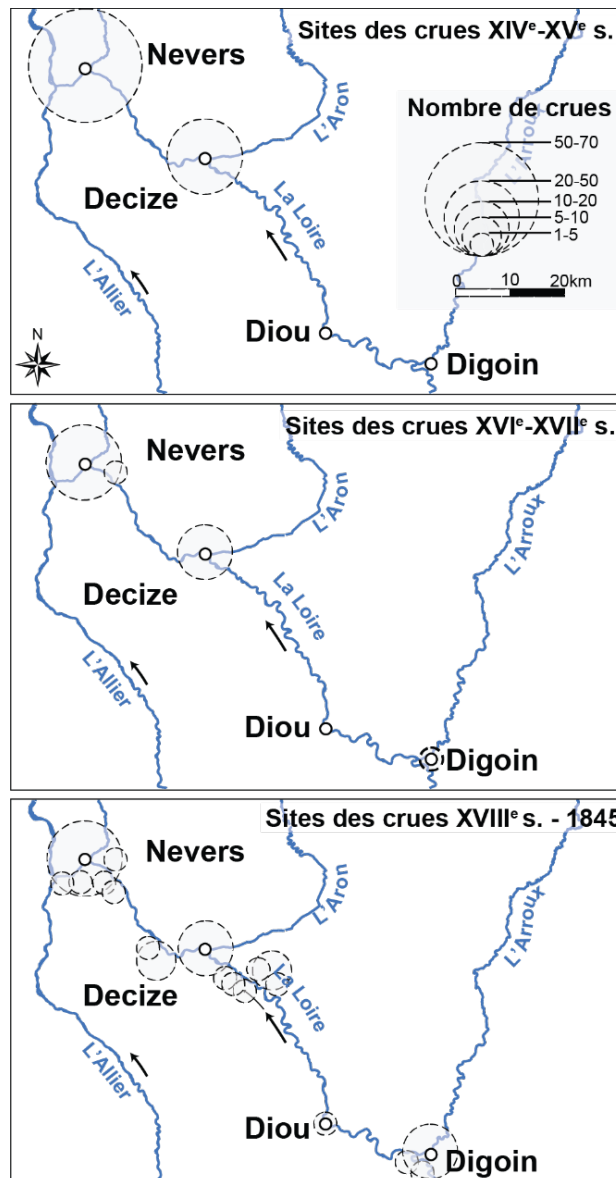 Sites des crues XIVᵉ-XVᵉ s.
Nevers
L'Aron
Nombre de crues
L'Arroux
50-70
20-50
10-20
5-10
1-5
0 10 20km
Decize
La Loire
L'Allier
N
Diou
Digoin
Sites des crues XVIᵉ-XVIIᵉ s.
Nevers
L'Aron
L'Arroux
Decize
La Loire
L'Allier
Diou
Digoin
Sites des crues XVIIIᵉ s. - 1845
Nevers
L'Aron
L'Arroux
Decize
La Loire
L'Allier
Diou
Digoin